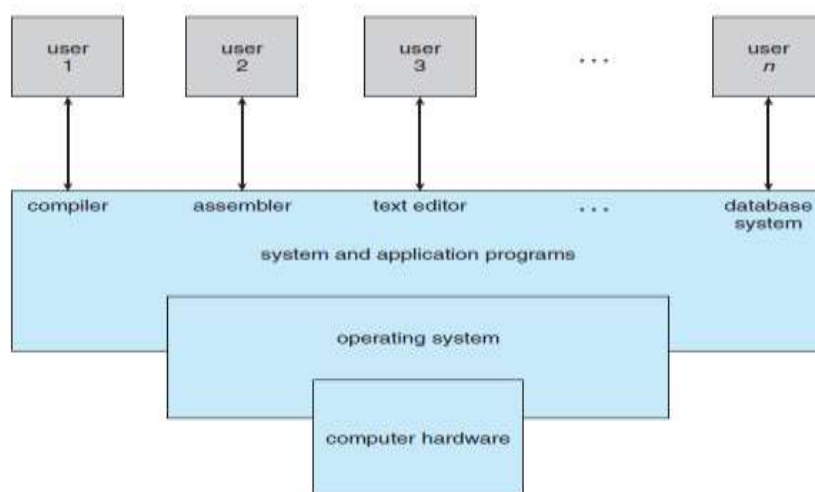 user
1
user
2
user
3
...
user
n
compiler
assembler
text editor
...
database
system
system and application programs
operating system
computer hardware